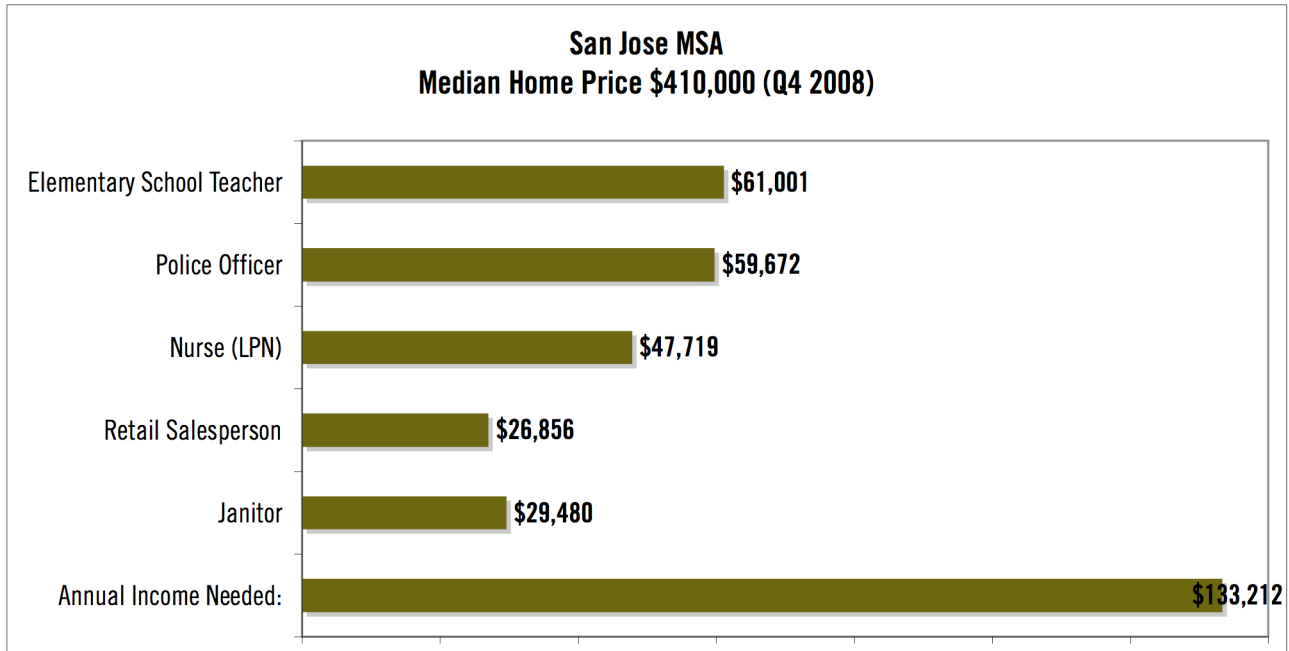 San Jose MSA
Median Home Price $410,000 (Q4 2008)
Elementary School Teacher $61,001
Police Officer $59,672
Nurse (LPN) $47,719
Retail Salesperson $26,856
Janitor $29,480
Annual Income Needed: $133,212